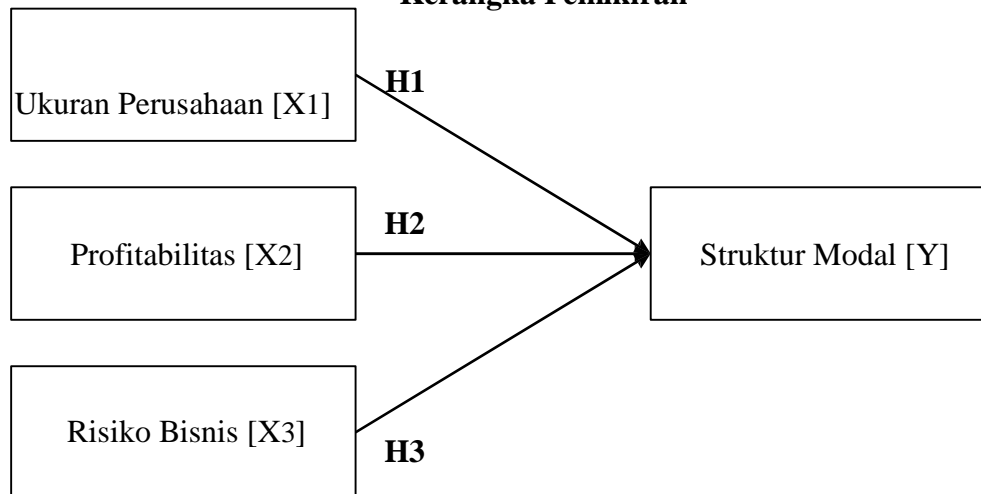 Kerangka Pemikiran
H1
Ukuran Perusahaan [X1]
H2
Profitabilitas [X2]
Struktur Modal [Y]
Risiko Bisnis [X3]
H3